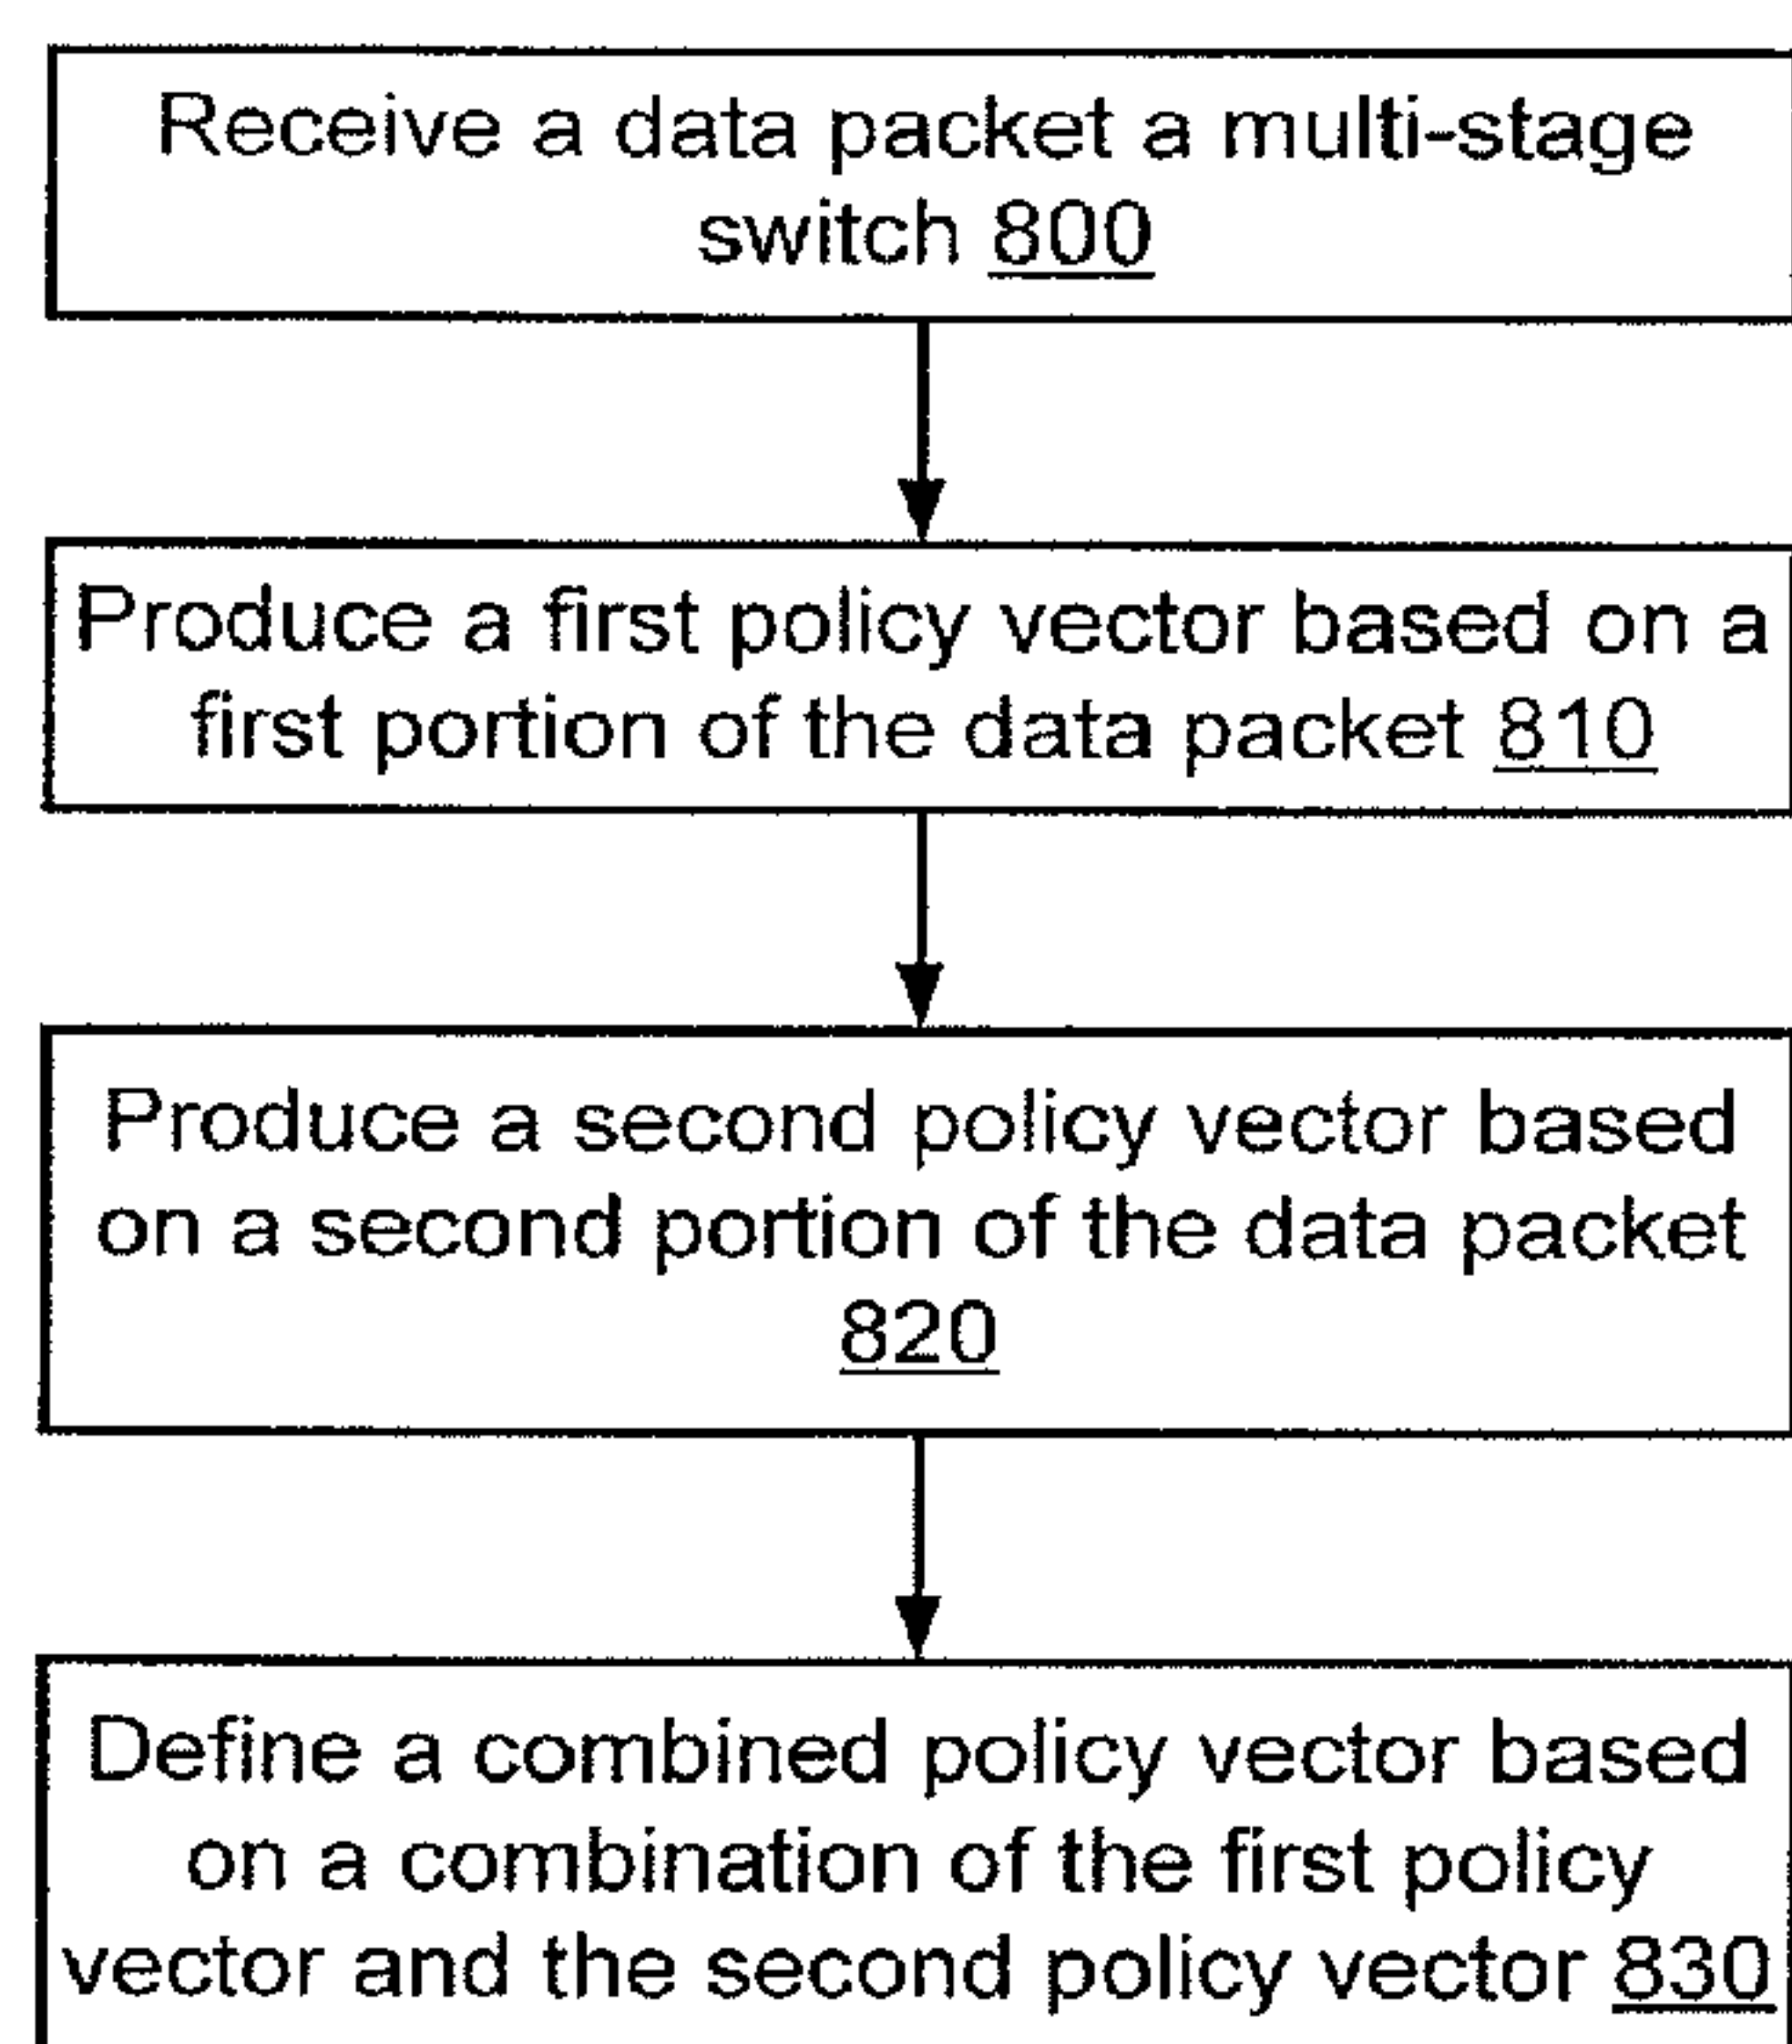 Receive a data packet a multi-stage
switch 800
Produce a first policy vector based on a
first portion of the data packet 810
Produce a second policy vector based
on a second portion of the data packet
820
Define a combined policy vector based
on a combination of the first policy
vector and the second policy vector 830